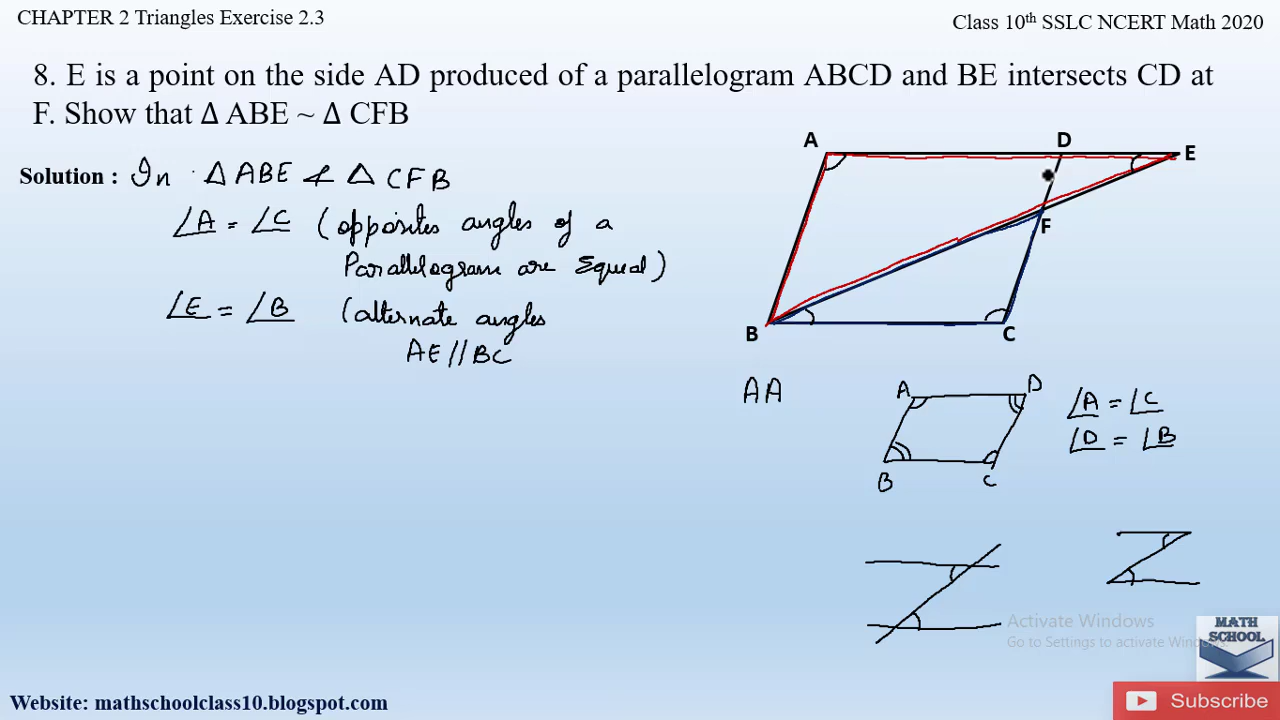 CHAPTER 2 Triangles Exercise 2.3
Class 10th SSLC NCERT Math 2020
8. E is a point on the side AD produced of a parallelogram ABCD and BE intersects CD at
F. Show that Δ ABE ~ Δ CFB
Solution : In Δ ABE & Δ CFB
∠A = ∠C (opposites angles of a
Parallelogram are Equal)
∠E = ∠B (alternate angles
AE//BC
A
D
E
F
B
C
AA
A
D
B
C
∠A = ∠C
∠D = ∠B
Activate Windows
Go to Settings to activate Windows.
MATH
SCHOOL
Website: mathschoolclass10.blogspot.com
Subscribe